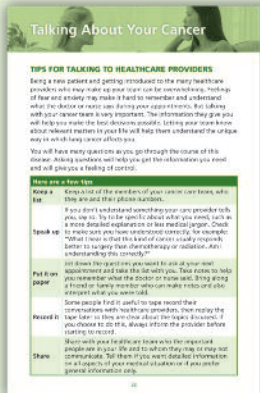 Talking About Your Cancer
TIPS FOR TALKING TO HEALTHCARE PROVIDERS
Being a new patient and getting introduced to the many healthcare
providers who may make up your team can be overwhelming. Feelings
of fear and anxiety may make it hard to remember and understand
what the doctor or nurse says during your appointments. But talking
with your cancer team is very important. The information they give you
will help you make the best decisions possible. Letting your team know
about relevant matters in your life will help them understand the unique
way in which lung cancer affects you.
You will have many questions as you go through the course of this
disease. Asking questions will help you get the information you need
and will give you a feeling of control.
Here are a few tips
Keep a list
Keep a list of the members of your cancer care team, who
they are and their phone numbers.
Speak up
If you don't understand something your care provider tells
you, say so. Try to be specific about what you need, such as
a more detailed explanation or less medical jargon. Check
to make sure you have understood correctly, for example:
"What I hear is that this kind of cancer usually responds
better to surgery than chemotherapy or radiation. Am I
understanding this correctly?"
Put it on paper
Jot down the questions you want to ask at your next
appointment and take the list with you. Take notes to help
you remember what the doctor or nurse said. Bring along
a friend or family member who can make notes and also
interpret what you were told.
Record it
Some people find it useful to tape record their
conversations with healthcare providers, then replay the
tape later so they are clear about the topics discussed. If
you choose to do this, always inform the provider before
starting to record.
Share
Share with your healthcare team who the important
people are in your life and to whom they may or may not
communicate. Tell them if you want detailed information
on all aspects of your medical situation or if you prefer
general information only.